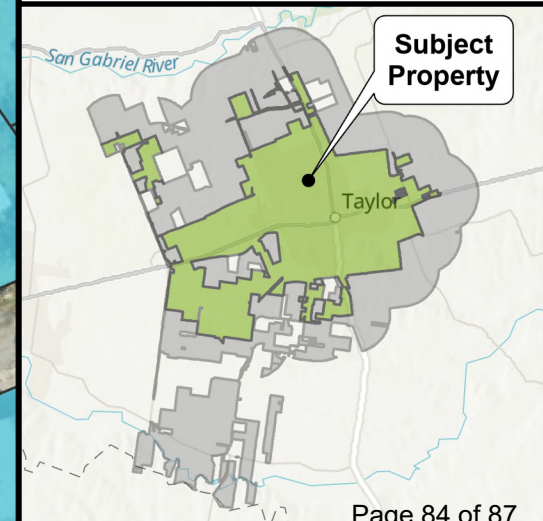 San Gabriel River
Subject
Property
Taylor
Page 84 of 87